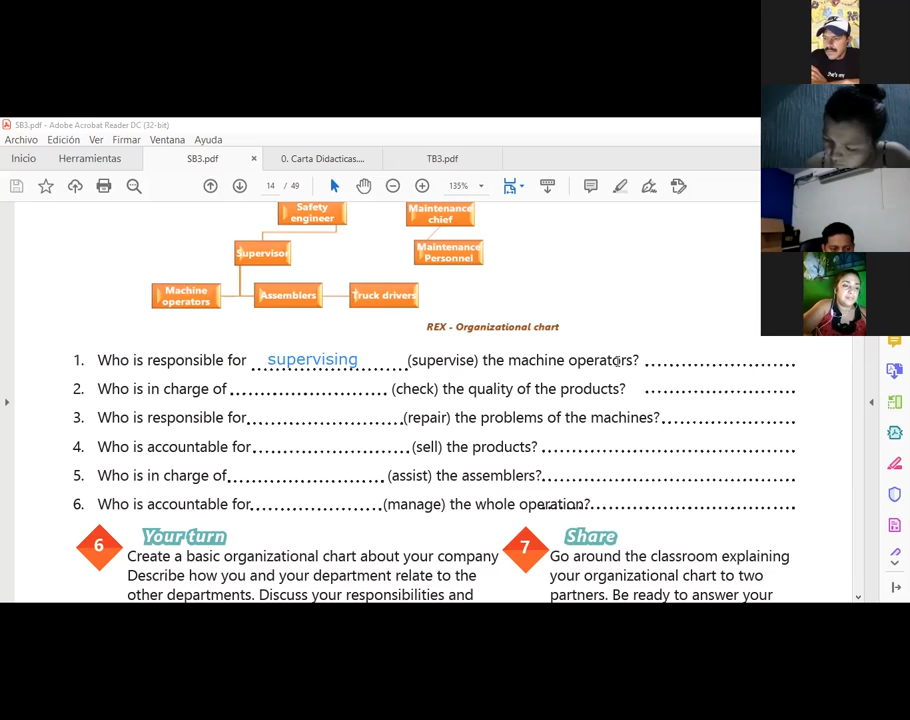 SB3.pdf - Adobe Acrobat Reader DC (32-bit)
Archivo Edición Ver Firmar Ventana Ayuda
Inicio Herramientas SB3.pdf × 0. Carta Didacticas.... TB3.pdf
14 / 49 135%
Safety engineer
Maintenance chief
Supervisor
Maintenance Personnel
Machine operators
Assemblers
Truck drivers
REX - Organizational chart
1. Who is responsible for supervising (supervise) the machine operators?
2. Who is in charge of (check) the quality of the products?
3. Who is responsible for (repair) the problems of the machines?
4. Who is accountable for (sell) the products?
5. Who is in charge of (assist) the assemblers?
6. Who is accountable for (manage) the whole operation?
6 Your turn
Create a basic organizational chart about your company
Describe how you and your department relate to the
other departments. Discuss your responsibilities and
7 Share
Go around the classroom explaining
your organizational chart to two
partners. Be ready to answer your